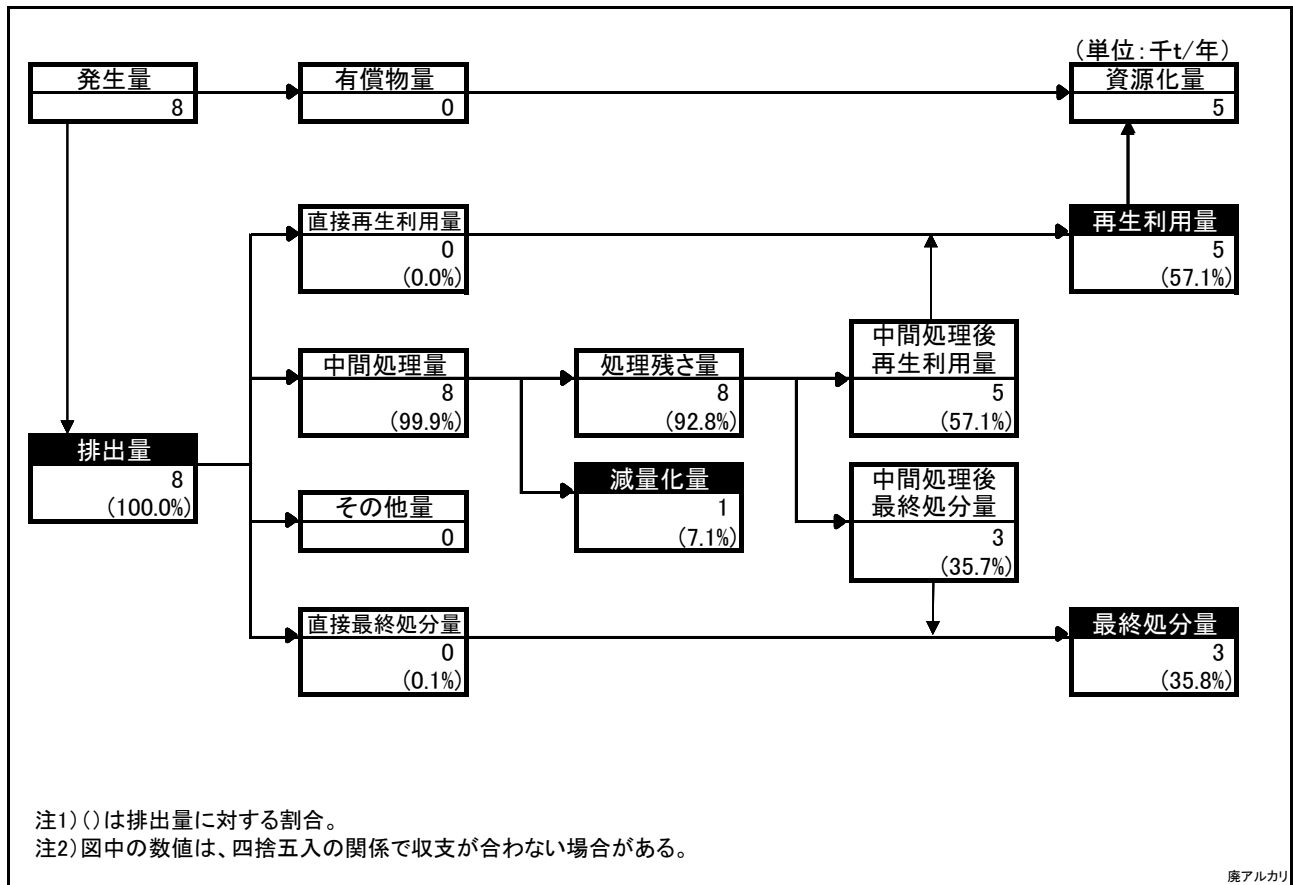 (単位:千t/年)
発生量
8
有償物量
0
資源化量
5
直接再生利用量
0
(0.0%)
再生利用量
5
(57.1%)
中間処理量
8
(99.9%)
処理残さ量
8
(92.8%)
中間処理後
再生利用量
5
(57.1%)
排出量
8
(100.0%)
その他量
0
減量化量
1
(7.1%)
中間処理後
最終処分量
3
(35.7%)
直接最終処分量
0
(0.1%)
最終処分量
3
(35.8%)
注1)()は排出量に対する割合。
注2)図中の数値は、四捨五入の関係で収支が合わない場合がある。
廃アルカリ